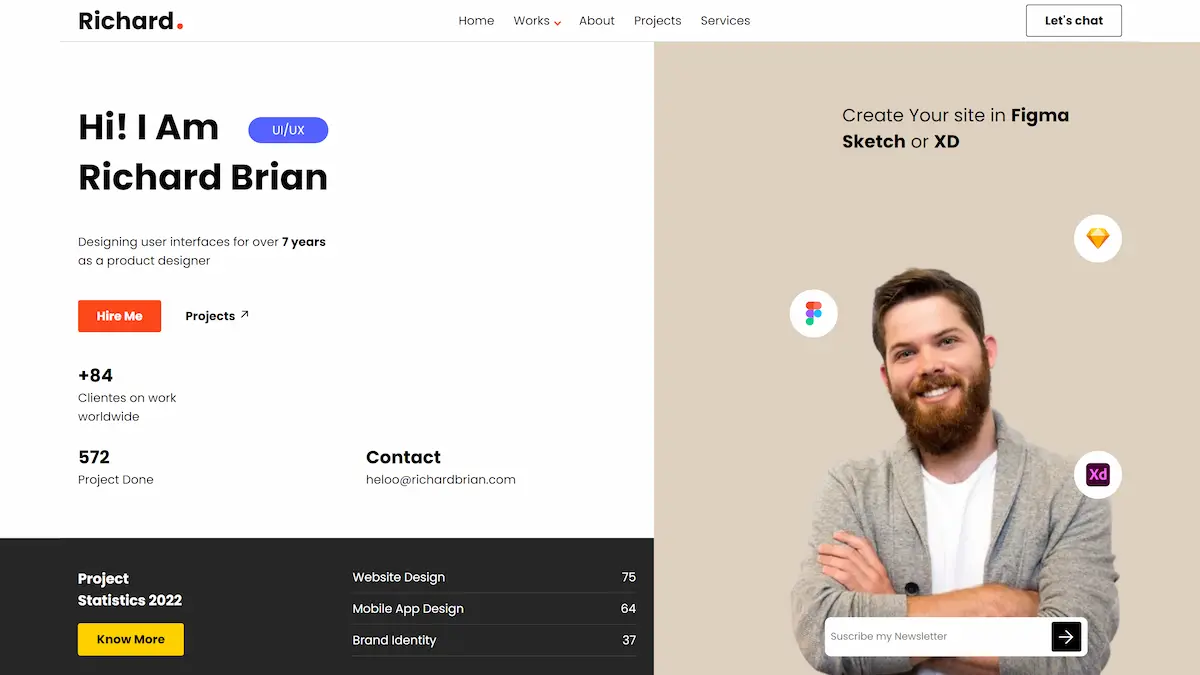 Richard.
Home Works About Projects Services
Let's chat
Hi! I Am
UI/UX
Richard Brian
Designing user interfaces for over 7 years
as a product designer
Hire Me
Projects
+84
Clientes on work
worldwide
572
Project Done
Contact
heloo@richardbrian.com
Project
Statistics 2022
Know More
Website Design 75
Mobile App Design 64
Brand Identity 37
Create Your site in Figma
Sketch or XD
Xd
Suscribe my Newsletter